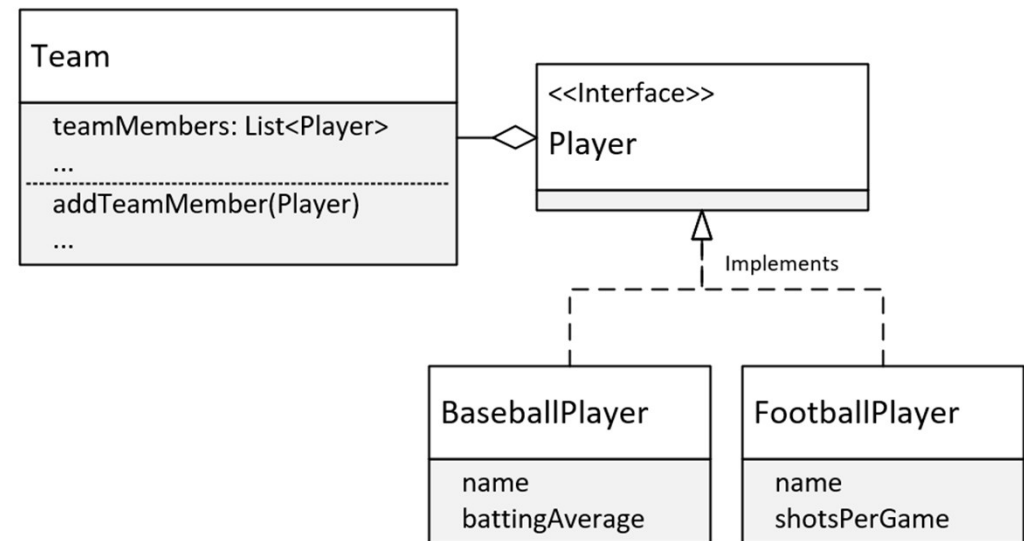 Team
teamMembers: List<Player>
...
addTeamMember(Player)
...
<<Interface>>
Player
Implements
BaseballPlayer
name
battingAverage
FootballPlayer
name
shotsPerGame